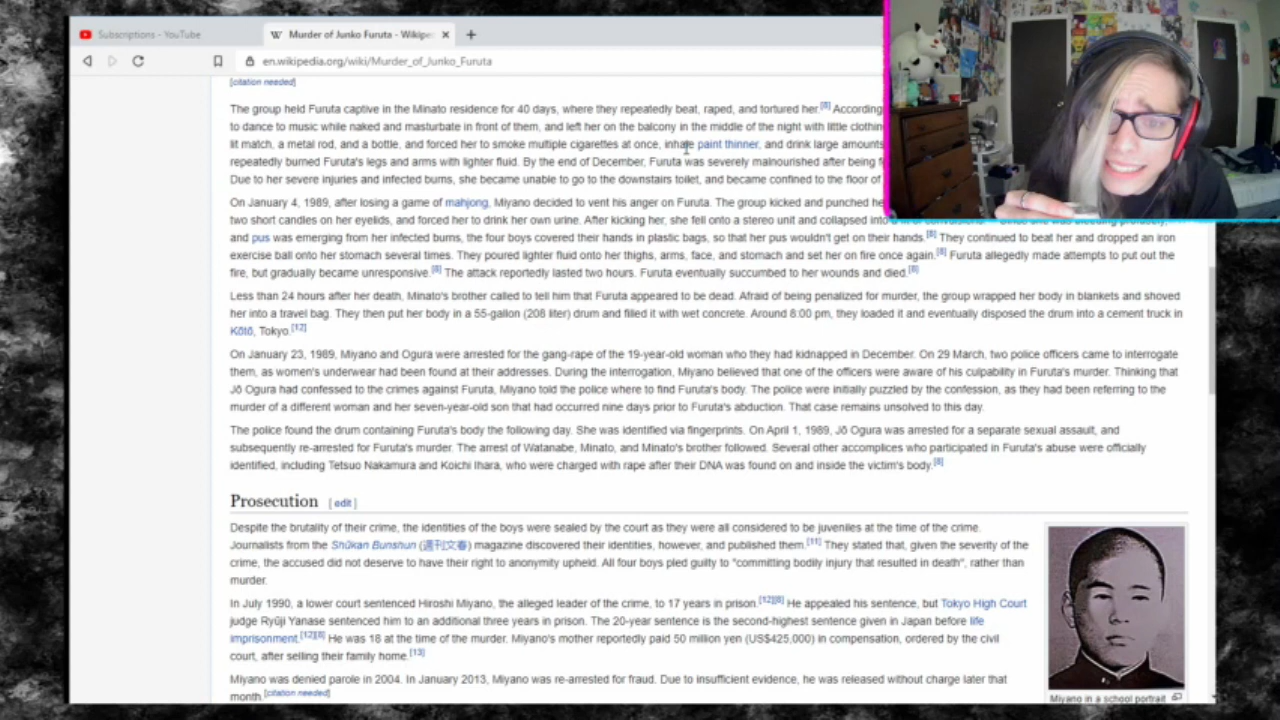 Subscriptions - YouTube
Murder of Junko Furuta - Wikipe
en.wikipedia.org/wiki/Murder_of_Junko_Furuta
[citation needed]
The group held Furuta captive in the Minato residence for 40 days, where they repeatedly beat, raped, and tortured her.[8] According
to dance to music while naked and masturbate in front of them, and left her on the balcony in the middle of the night with little clothin
lit match, a metal rod, and a bottle, and forced her to smoke multiple cigarettes at once, inhale paint thinner, and drink large amounts
repeatedly burned Furuta's legs and arms with lighter fluid. By the end of December, Furuta was severely malnourished after being f
Due to her severe injuries and infected burns, she became unable to go to the downstairs toilet, and became confined to the floor of
On January 4, 1989, after losing a game of mahjong, Miyano decided to vent his anger on Furuta. The group kicked and punched he
two short candles on her eyelids, and forced her to drink her own urine. After kicking her, she fell onto a stereo unit and collapsed into
and pus was emerging from her infected burns, the four boys covered their hands in plastic bags, so that her pus wouldn't get on their hands.[8] They continued to beat her and dropped an iron
exercise ball onto her stomach several times. They poured lighter fluid onto her thighs, arms, face, and stomach and set her on fire once again.[8] Furuta allegedly made attempts to put out the
fire, but gradually became unresponsive.[8] The attack reportedly lasted two hours. Furuta eventually succumbed to her wounds and died.[8]
Less than 24 hours after her death, Minato's brother called to tell him that Furuta appeared to be dead. Afraid of being penalized for murder, the group wrapped her body in blankets and shoved
her into a travel bag. They then put her body in a 55-gallon (208 liter) drum and filled it with wet concrete. Around 8:00 pm, they loaded it and eventually disposed the drum into a cement truck in
Kōtō, Tokyo.[12]
On January 23, 1989, Miyano and Ogura were arrested for the gang-rape of the 19-year-old woman who they had kidnapped in December. On 29 March, two police officers came to interrogate
them, as women's underwear had been found at their addresses. During the interrogation, Miyano believed that one of the officers were aware of his culpability in Furuta's murder. Thinking that
Jō Ogura had confessed to the crimes against Furuta, Miyano told the police where to find Furuta's body. The police were initially puzzled by the confession, as they had been referring to the
murder of a different woman and her seven-year-old son that had occurred nine days prior to Furuta's abduction. That case remains unsolved to this day.
The police found the drum containing Furuta's body the following day. She was identified via fingerprints. On April 1, 1989, Jō Ogura was arrested for a separate sexual assault, and
subsequently re-arrested for Furuta's murder. The arrest of Watanabe, Minato, and Minato's brother followed. Several other accomplices who participated in Furuta's abuse were officially
identified, including Tetsuo Nakamura and Koichi Ihara, who were charged with rape after their DNA was found on and inside the victim's body.[8]
Prosecution [ edit ]
Despite the brutality of their crime, the identities of the boys were sealed by the court as they were all considered to be juveniles at the time of the crime.
Journalists from the Shūkan Bunshun (週刊文春) magazine discovered their identities, however, and published them.[11] They stated that, given the severity of the
crime, the accused did not deserve to have their right to anonymity upheld. All four boys pled guilty to "committing bodily injury that resulted in death", rather than
murder.
In July 1990, a lower court sentenced Hiroshi Miyano, the alleged leader of the crime, to 17 years in prison.[12][8] He appealed his sentence, but Tokyo High Court
judge Ryūji Yanase sentenced him to an additional three years in prison. The 20-year sentence is the second-highest sentence given in Japan before life
imprisonment.[12][8] He was 18 at the time of the murder. Miyano's mother reportedly paid 50 million yen (US$425,000) in compensation, ordered by the civil
court, after selling their family home.[13]
Miyano was denied parole in 2004. In January 2013, Miyano was re-arrested for fraud. Due to insufficient evidence, he was released without charge later that
month.[citation needed]
Miyano in a school portrait